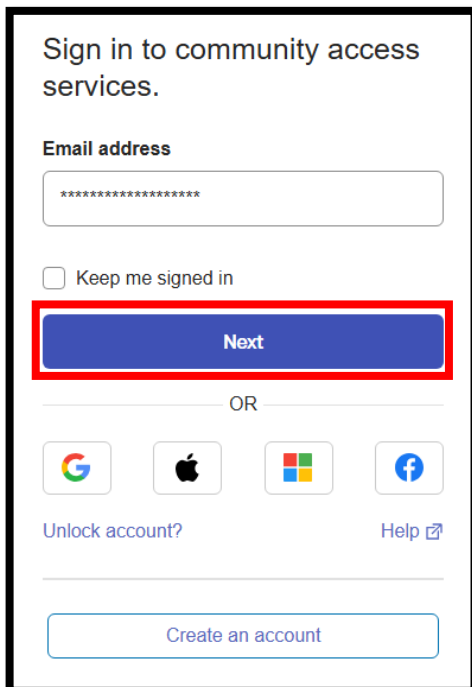 Sign in to community access
services.
Email address
*******************
Keep me signed in
Next
OR
Unlock account?
Help
Create an account